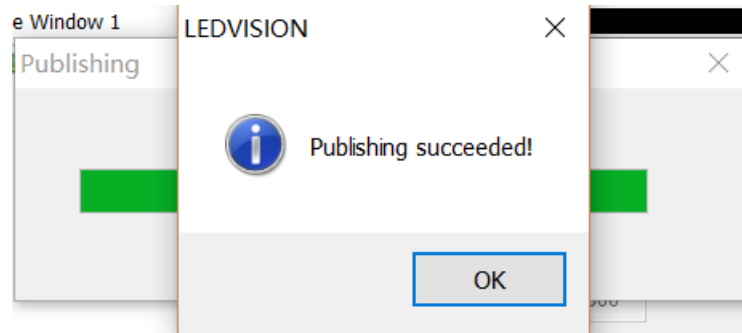 e Window 1
LEDVISION
Publishing
Publishing succeeded!
OK